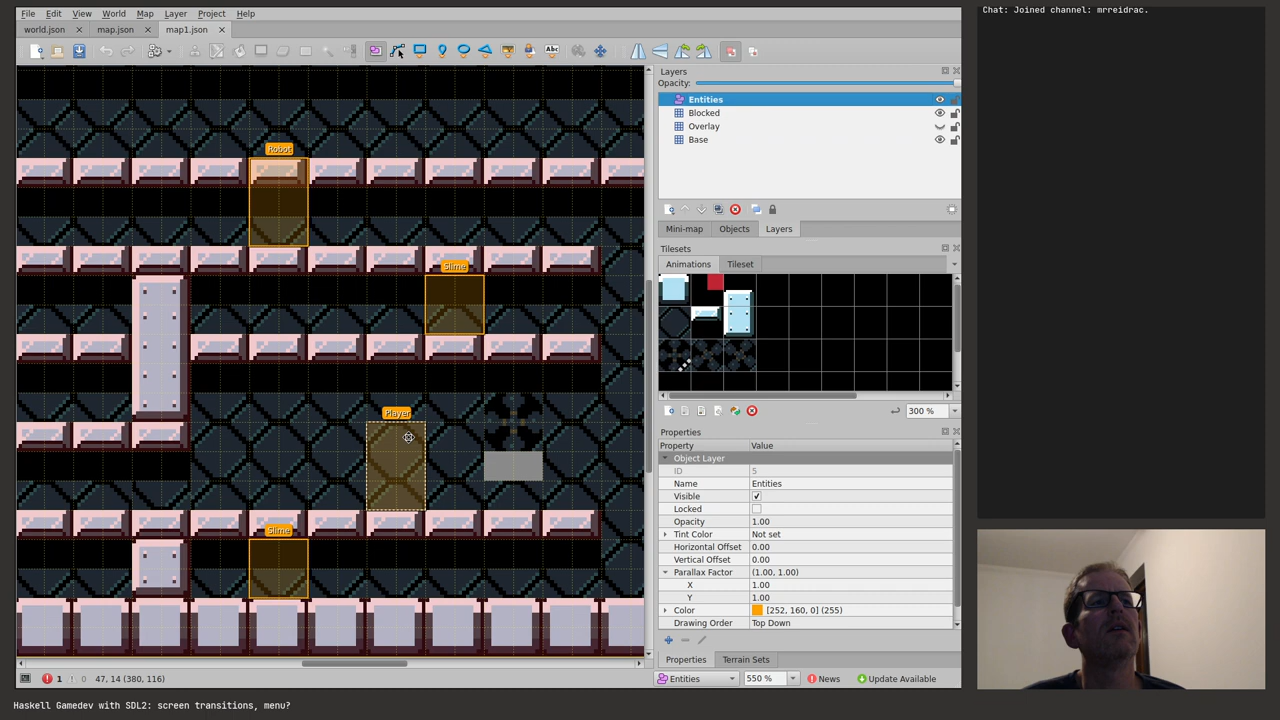 File Edit View World Map Layer Project Help
world.json map.json map1.json
Abc
Robot
Slime
Player
Slime
1 0 47, 14 (380, 116)
Layers
Opacity:
Entities
Blocked
Overlay
Base
Mini-map Objects Layers
Tilesets
Animations Tileset
300 %
Properties
Property Value
Object Layer
ID 5
Name Entities
Visible
Locked
Opacity 1.00
Tint Color Not set
Horizontal Offset 0.00
Vertical Offset 0.00
Parallax Factor (1.00, 1.00)
X 1.00
Y 1.00
Color [252, 160, 0] (255)
Drawing Order Top Down
Properties Terrain Sets
Entities 550 % News Update Available
Chat: Joined channel: mrreidrac.
Haskell Gamedev with SDL2: screen transitions, menu?